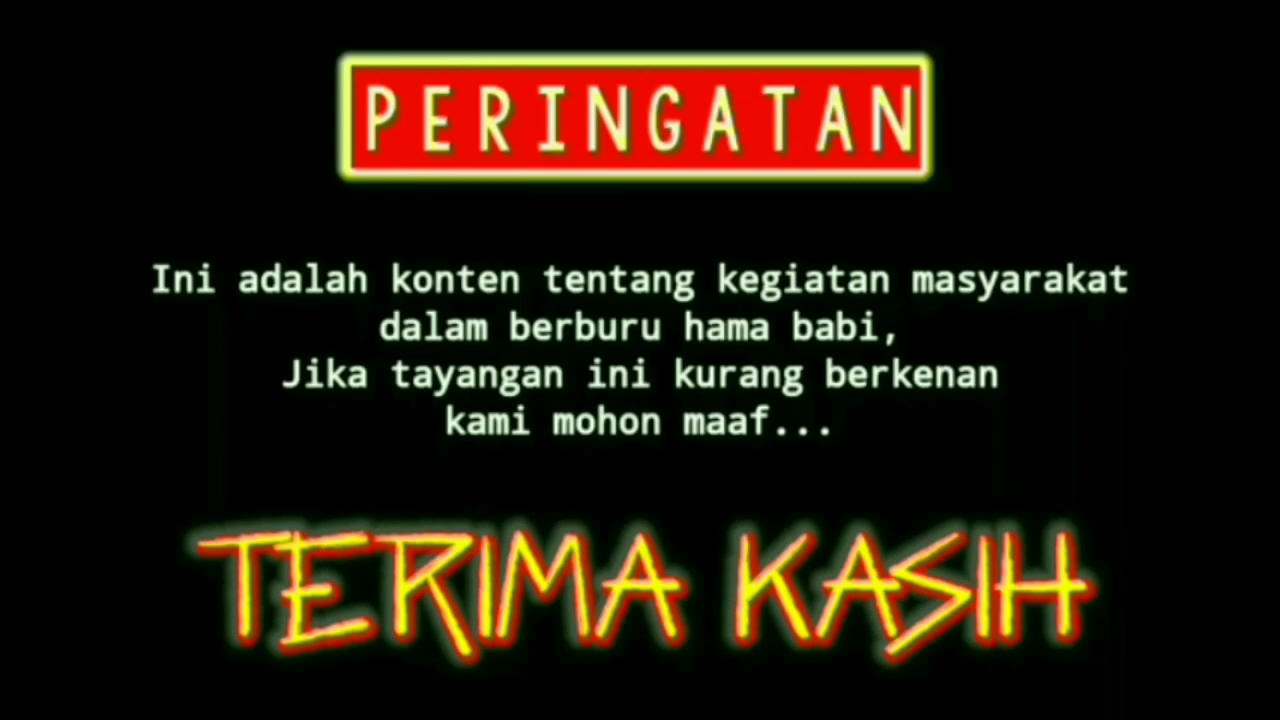 PERINGATAN
Ini adalah konten tentang kegiatan masyarakat
dalam berburu hama babi,
Jika tayangan ini kurang berkenan
kami mohon maaf...
TERIMA KASIH